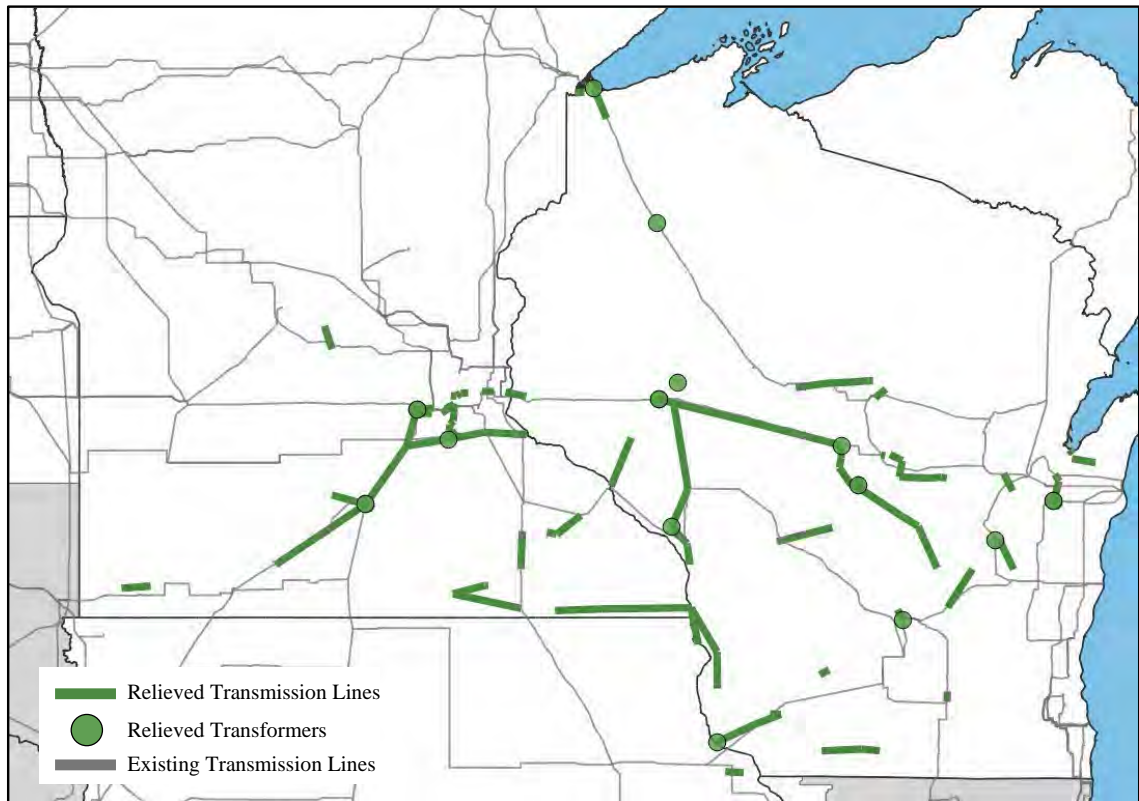 Relieved Transmission Lines
Relieved Transformers
Existing Transmission Lines